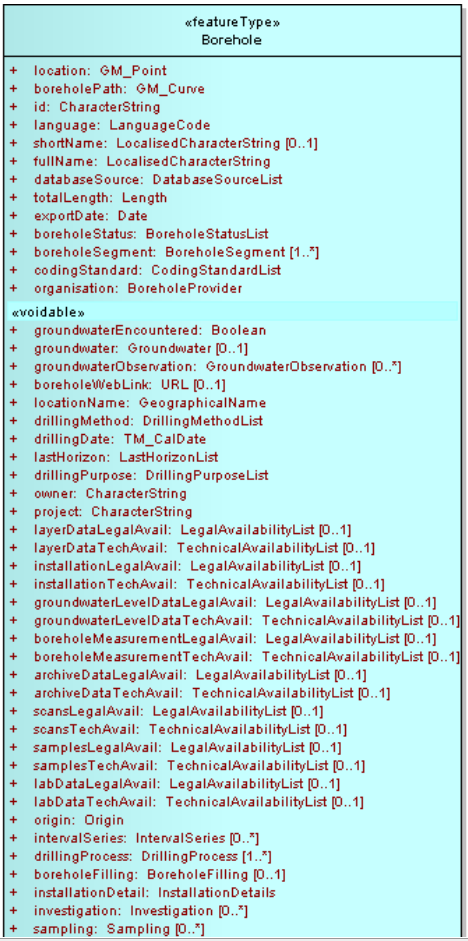 «featureType»
Borehole
+ location: GM_Point
+ boreholePath: GM_Curve
+ id: CharacterString
+ language: LanguageCode
+ shortName: LocalisedCharacterString [0..1]
+ fullName: LocalisedCharacterString
+ databaseSource: DatabaseSourceList
+ totalLength: Length
+ exportDate: Date
+ boreholeStatus: BoreholeStatusList
+ boreholeSegment: BoreholeSegment [1..*]
+ codingStandard: CodingStandardList
+ organisation: BoreholeProvider
«voidable»
+ groundwaterEncountered: Boolean
+ groundwater: Groundwater [0..1]
+ groundwaterObservation: GroundwaterObservation [0..*]
+ boreholeWebLink: URL [0..1]
+ locationName: GeographicalName
+ drillingMethod: DrillingMethodList
+ drillingDate: TM_CalDate
+ lastHorizon: LastHorizonList
+ drillingPurpose: DrillingPurposeList
+ owner: CharacterString
+ project: CharacterString
+ layerDataLegalAvail: LegalAvailabilityList [0..1]
+ layerDataTechAvail: TechnicalAvailabilityList [0..1]
+ installationLegalAvail: LegalAvailabilityList [0..1]
+ installationTechAvail: TechnicalAvailabilityList [0..1]
+ groundwaterLevelDataLegalAvail: LegalAvailabilityList [0..1]
+ groundwaterLevelDataTechAvail: TechnicalAvailabilityList [0..1]
+ boreholeMeasurementLegalAvail: LegalAvailabilityList [0..1]
+ boreholeMeasurementTechAvail: TechnicalAvailabilityList [0..1]
+ archiveDataLegalAvail: LegalAvailabilityList [0..1]
+ archiveDataTechAvail: TechnicalAvailabilityList [0..1]
+ scansLegalAvail: LegalAvailabilityList [0..1]
+ scansTechAvail: TechnicalAvailabilityList [0..1]
+ samplesLegalAvail: LegalAvailabilityList [0..1]
+ samplesTechAvail: TechnicalAvailabilityList [0..1]
+ labDataLegalAvail: LegalAvailabilityList [0..1]
+ labDataTechAvail: TechnicalAvailabilityList [0..1]
+ origin: Origin
+ intervalSeries: IntervalSeries [0..*]
+ drillingProcess: DrillingProcess [1..*]
+ boreholeFilling: BoreholeFilling [0..1]
+ installationDetail: InstallationDetails
+ investigation: Investigation [0..*]
+ sampling: Sampling [0..*]